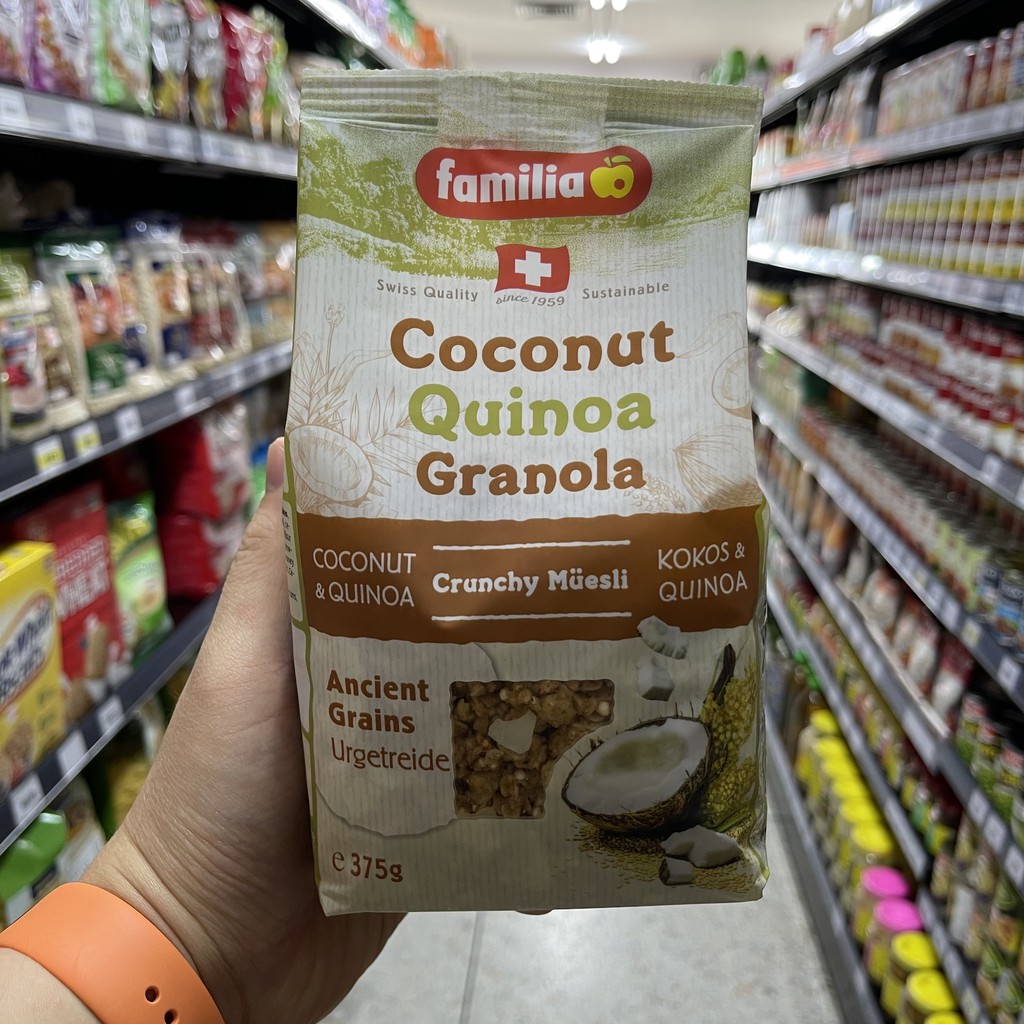 familia
Swiss Quality
since 1959
Sustainable
Coconut
Quinoa
Granola
COCONUT
& QUINOA
Crunchy Müesli
KOKOS &
QUINOA
Ancient
Grains
Urgetreide
e 375g